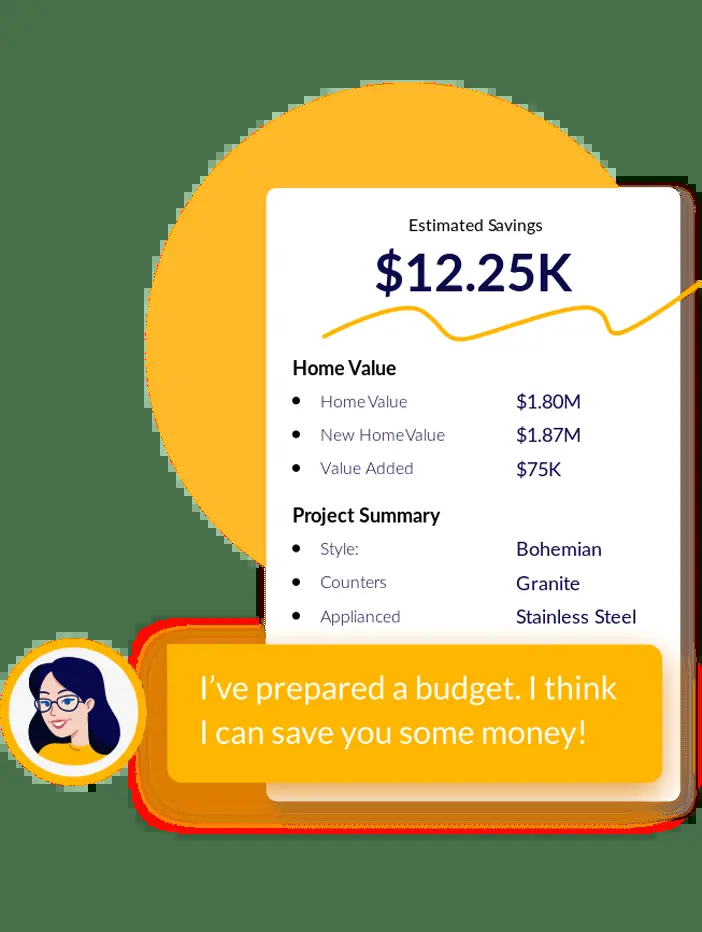 Estimated Savings
$12.25K
Home Value
Home Value $1.80M
New Home Value $1.87M
Value Added $75K
Project Summary
Style: Bohemian
Counters Granite
Applianced Stainless Steel
I’ve prepared a budget. I think
I can save you some money!